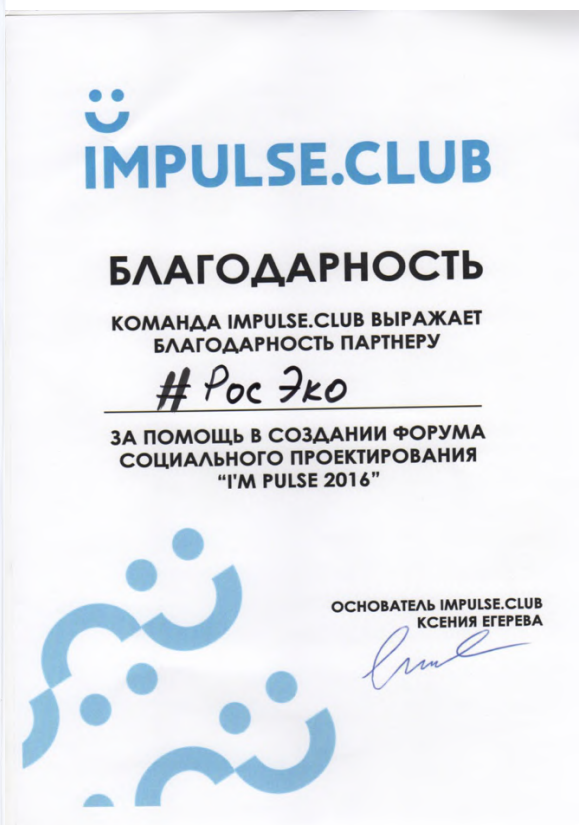 IMPULSE.CLUB
БЛАГОДАРНОСТЬ
КОМАНДА IMPULSE.CLUB ВЫРАЖАЕТ
БЛАГОДАРНОСТЬ ПАРТНЕРУ
# Рос Эко
ЗА ПОМОЩЬ В СОЗДАНИИ ФОРУМА
СОЦИАЛЬНОГО ПРОЕКТИРОВАНИЯ
“I'M PULSE 2016”
ОСНОВАТЕЛЬ IMPULSE.CLUB
КСЕНИЯ ЕГЕРЕВА